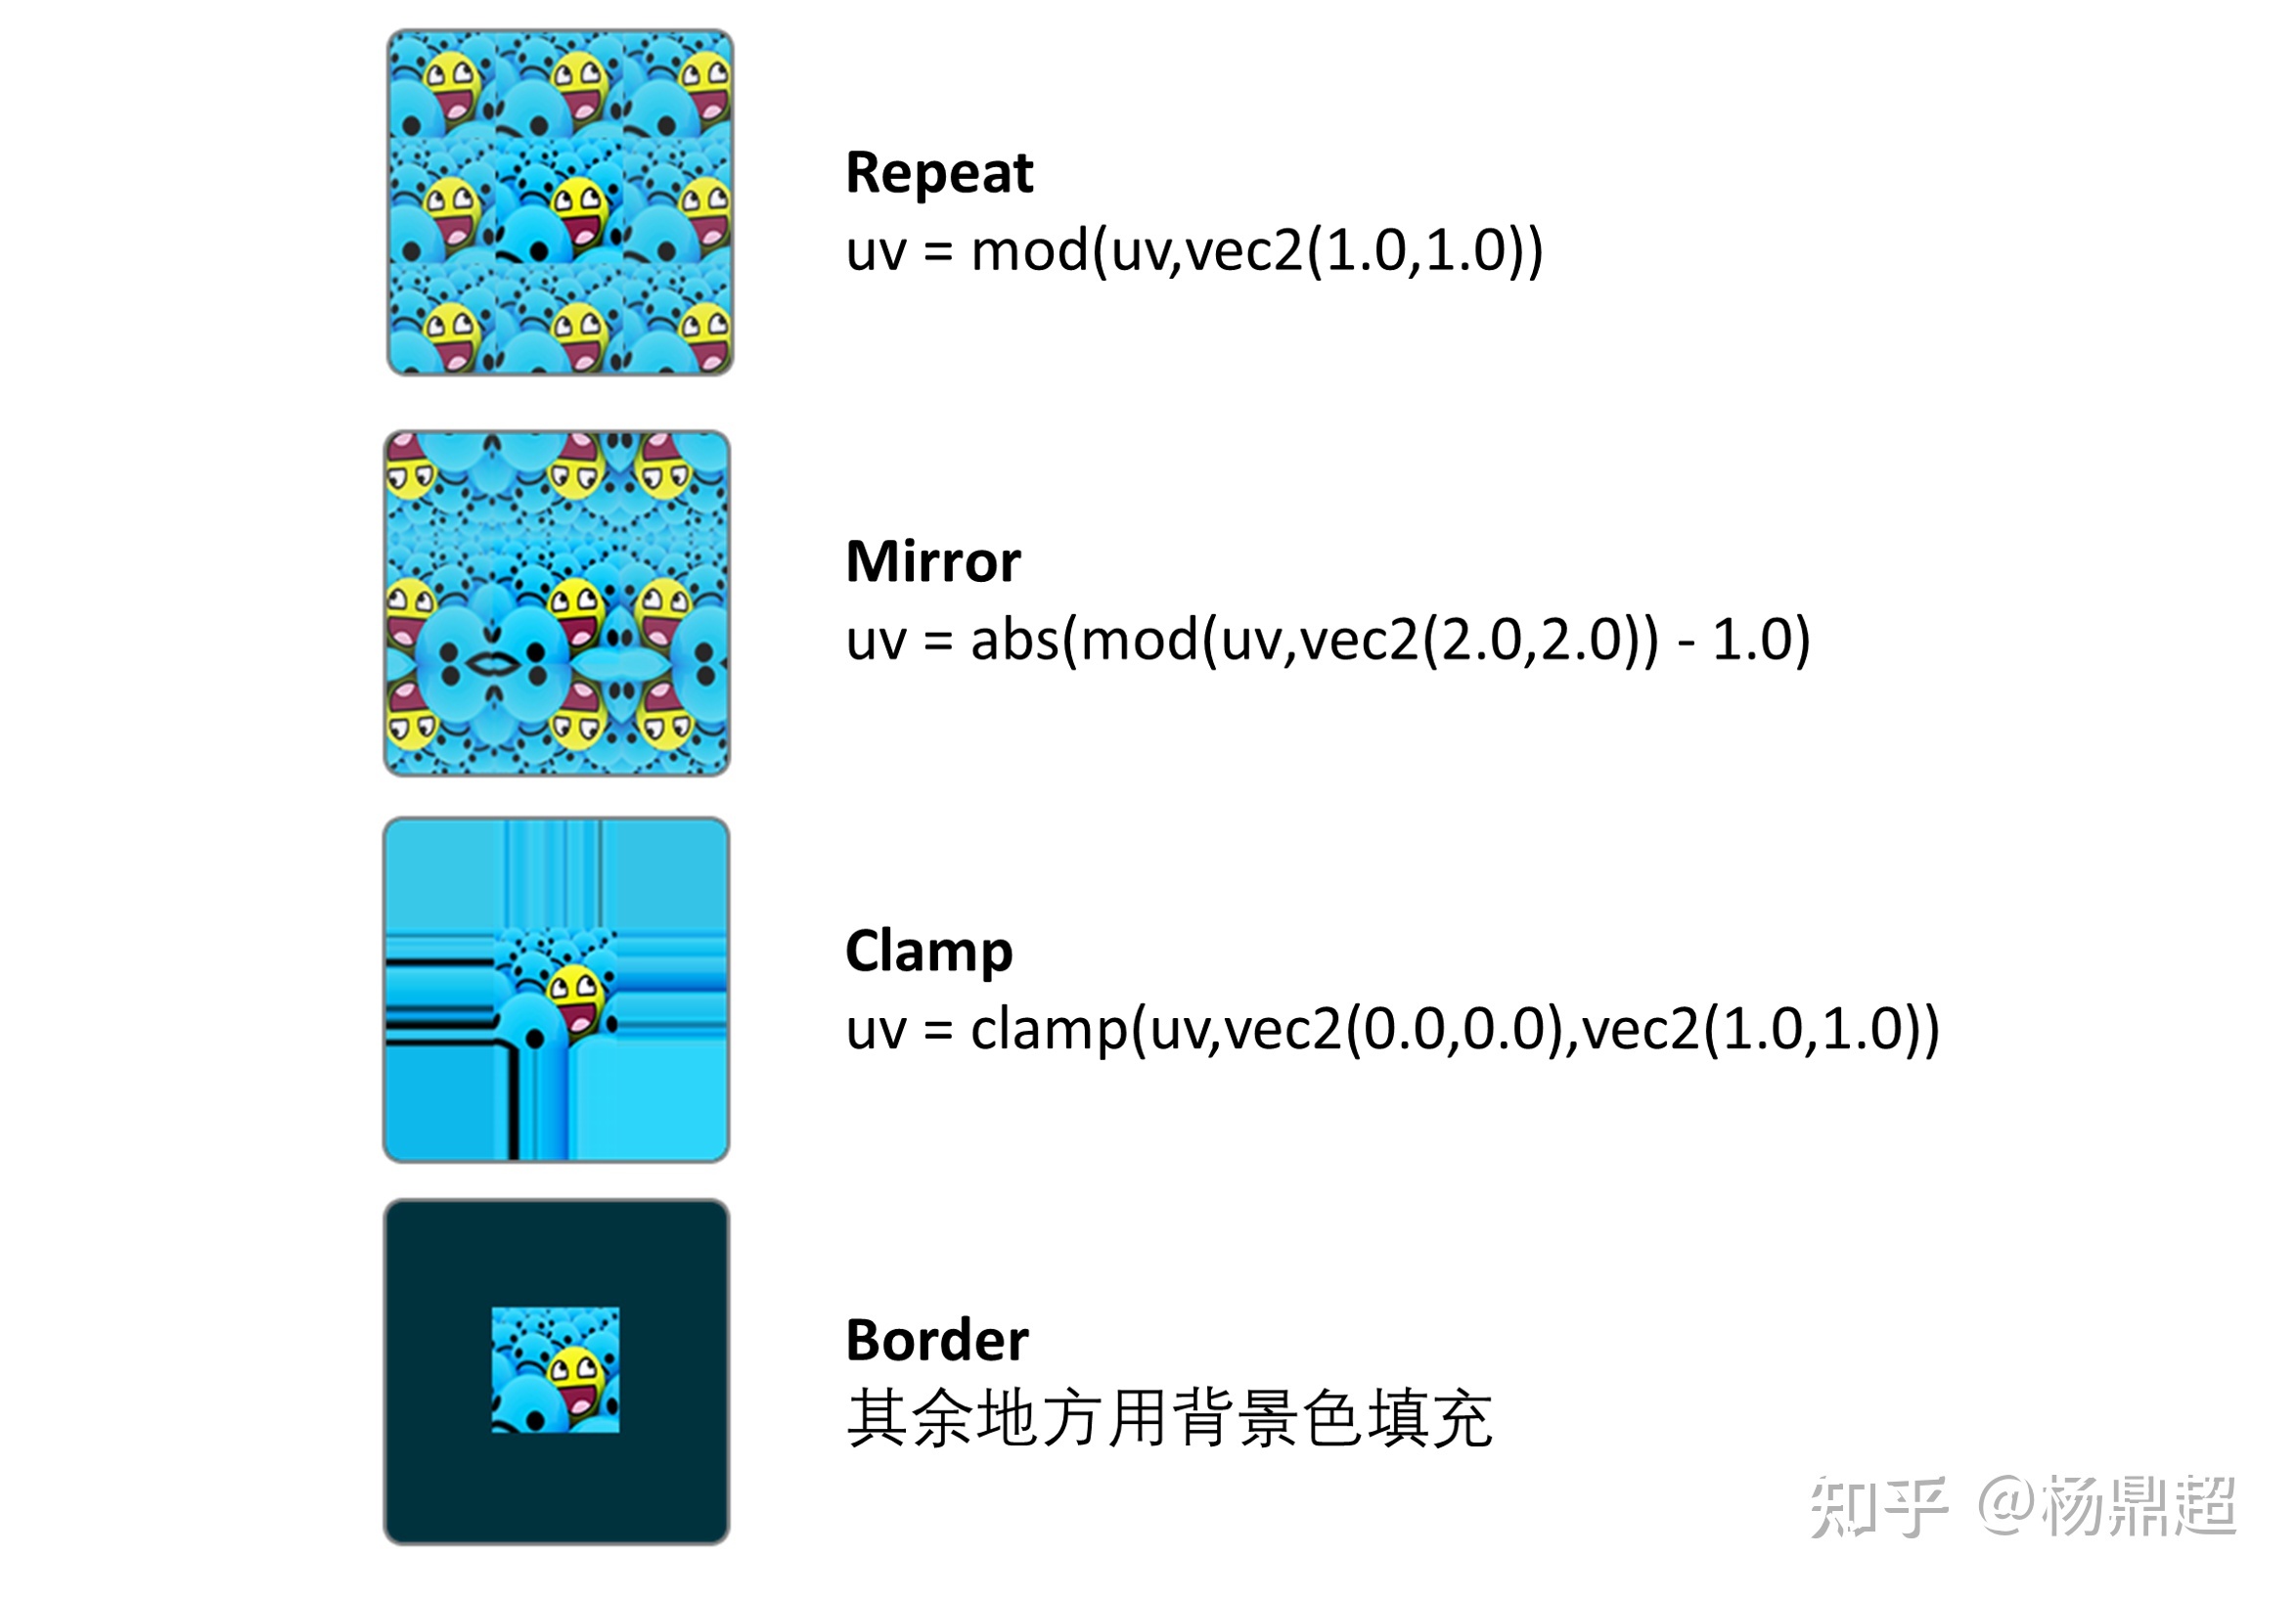 Repeat
uv = mod(uv,vec2(1.0,1.0))
Mirror
uv = abs(mod(uv,vec2(2.0,2.0)) - 1.0)
Clamp
uv = clamp(uv,vec2(0.0,0.0),vec2(1.0,1.0))
Border
其余地方用背景色填充
知乎 @杨鼎超